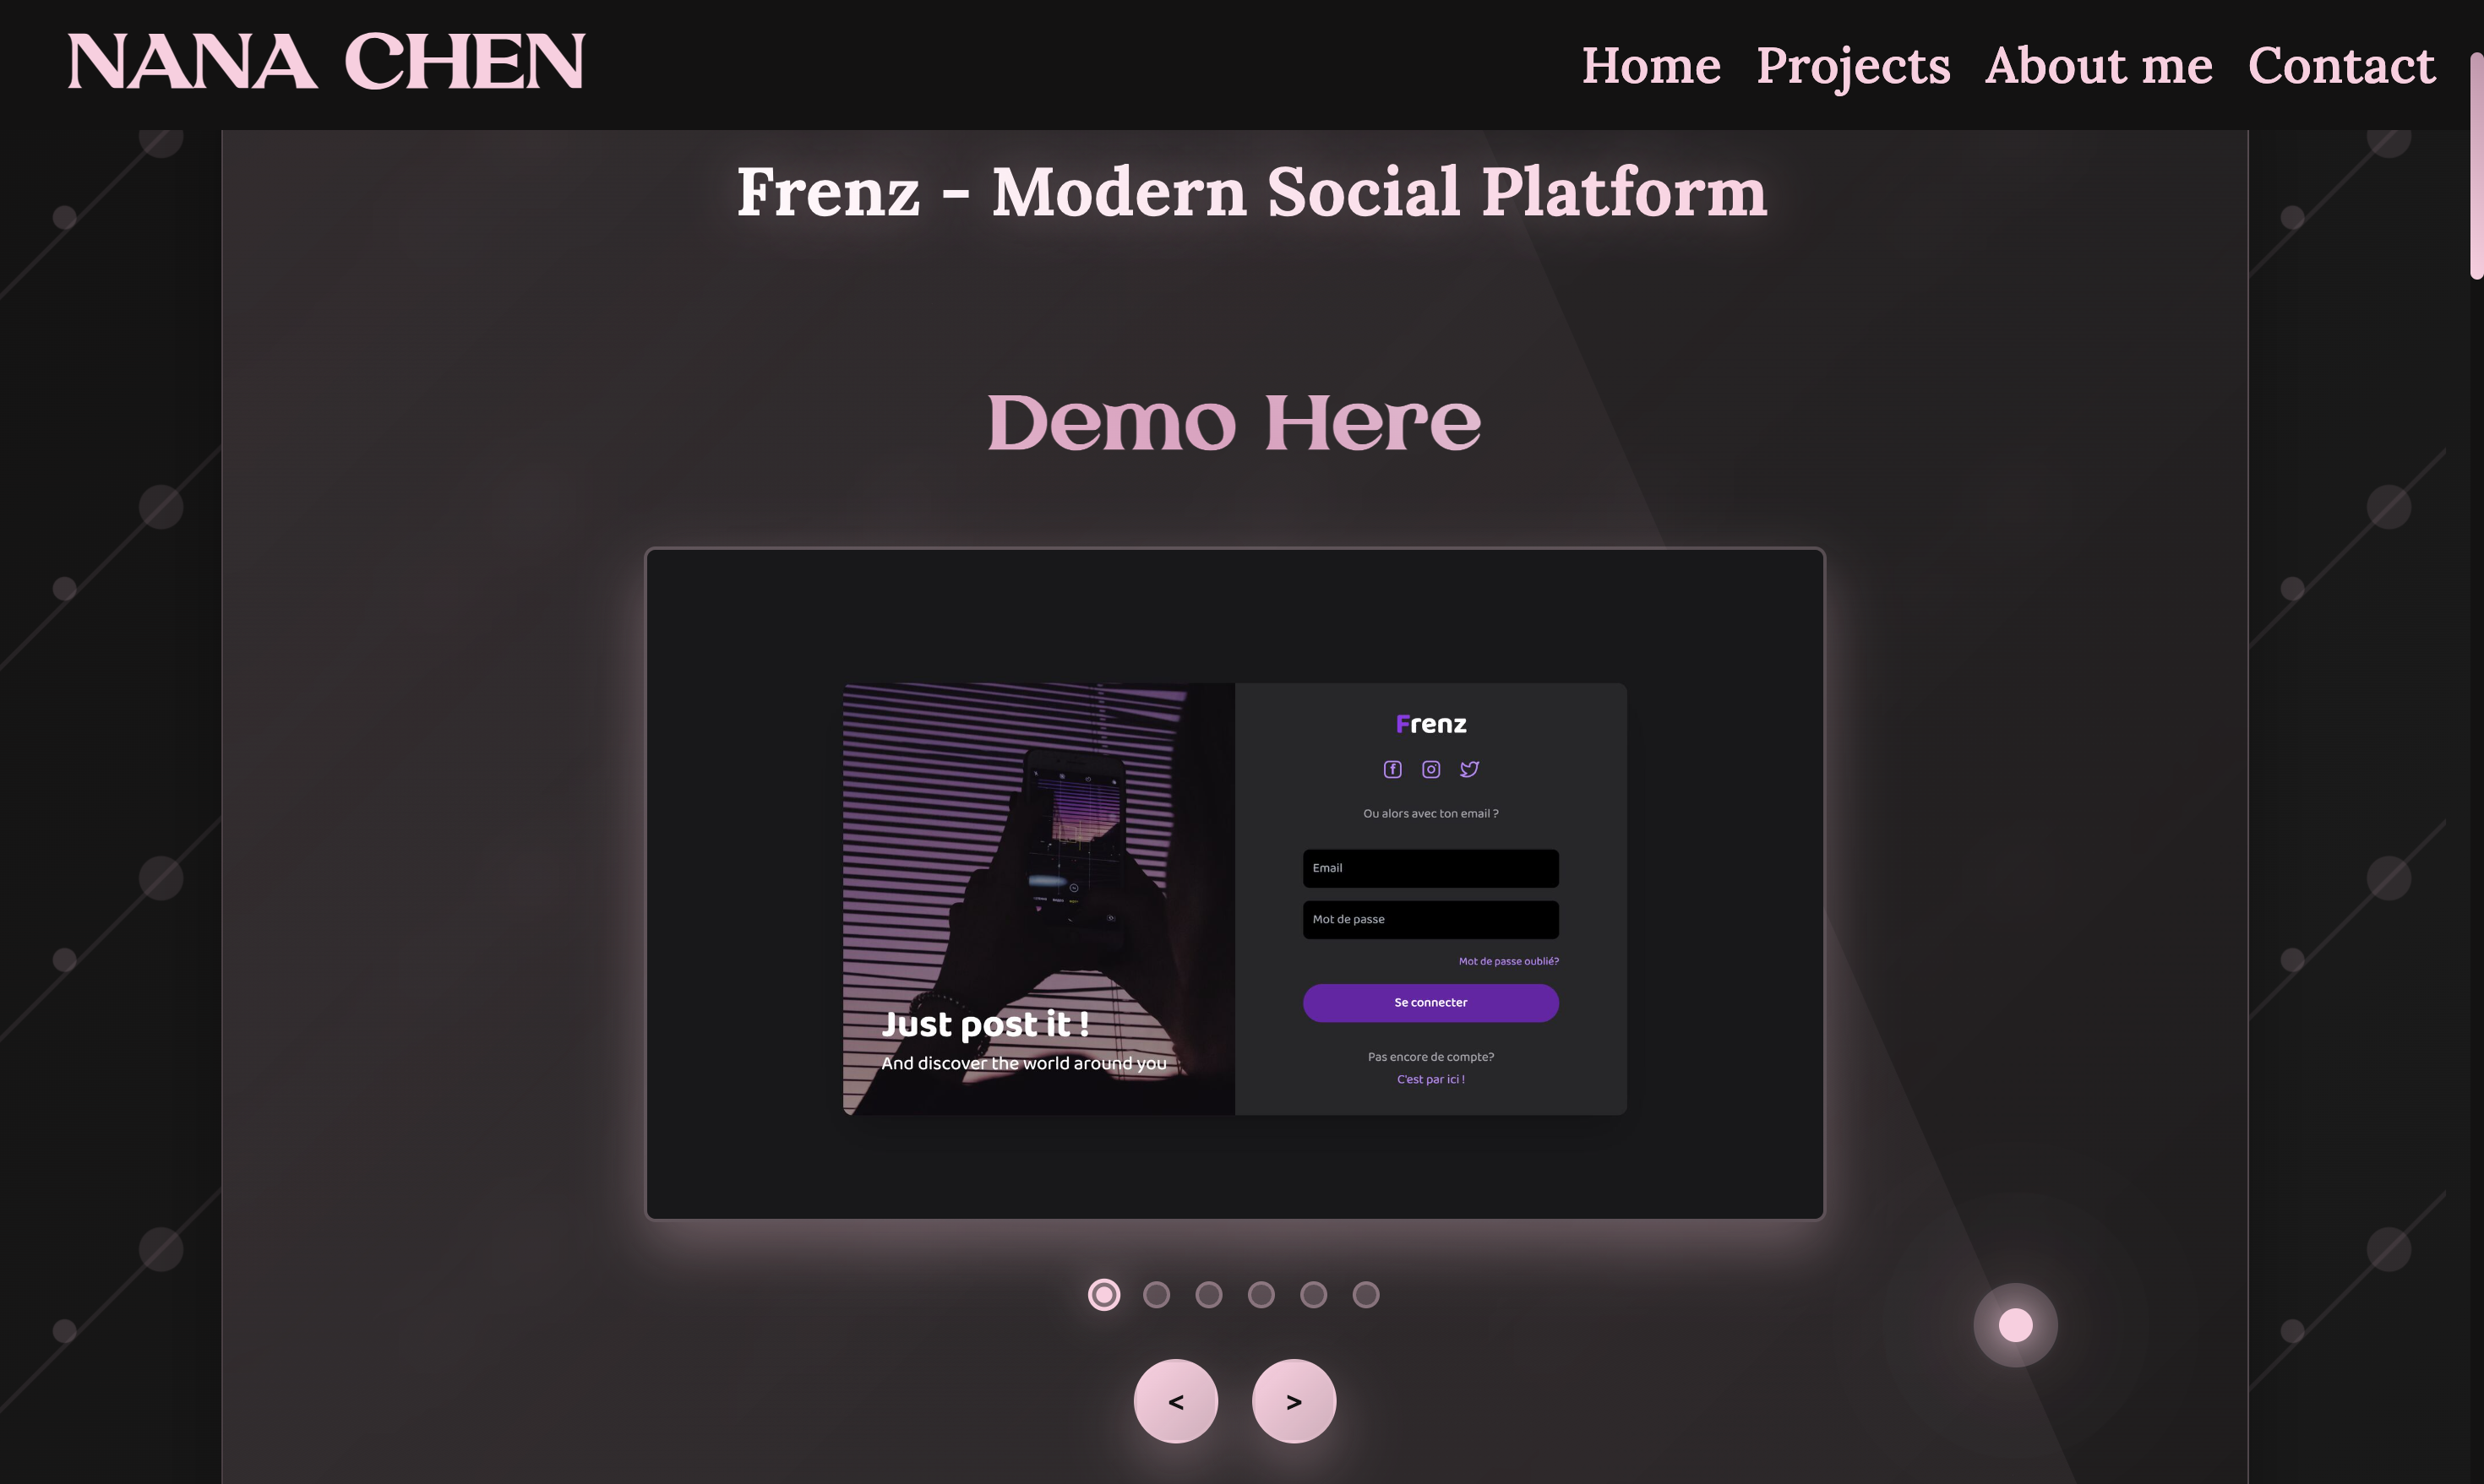 NANA CHEN
Home Projects About me Contact
Frenz - Modern Social Platform
Demo Here
Frenz
Ou alors avec ton email ?
Email
Mot de passe
Mot de passe oublié?
Se connecter
Pas encore de compte?
C'est par ici !
Just post it !
And discover the world around you
< >